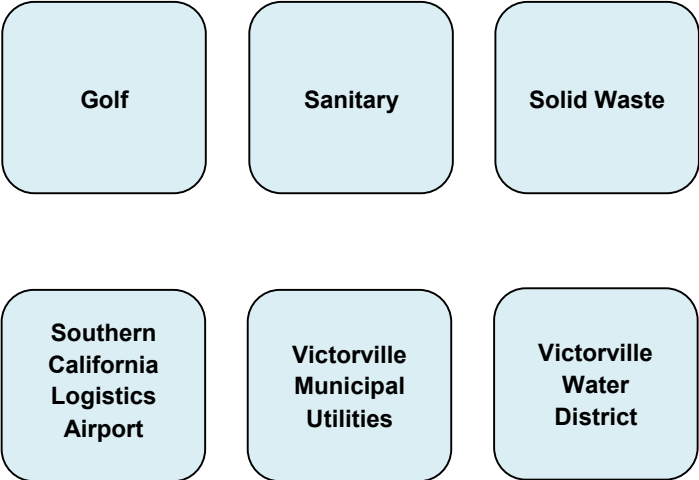 Golf
Sanitary
Solid Waste
Southern
California
Logistics
Airport
Victorville
Municipal
Utilities
Victorville
Water
District